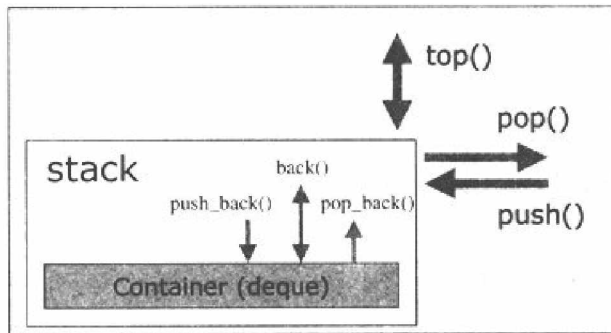 top()
pop()
push()
stack
back()
push_back()
pop_back()
Container (deque)